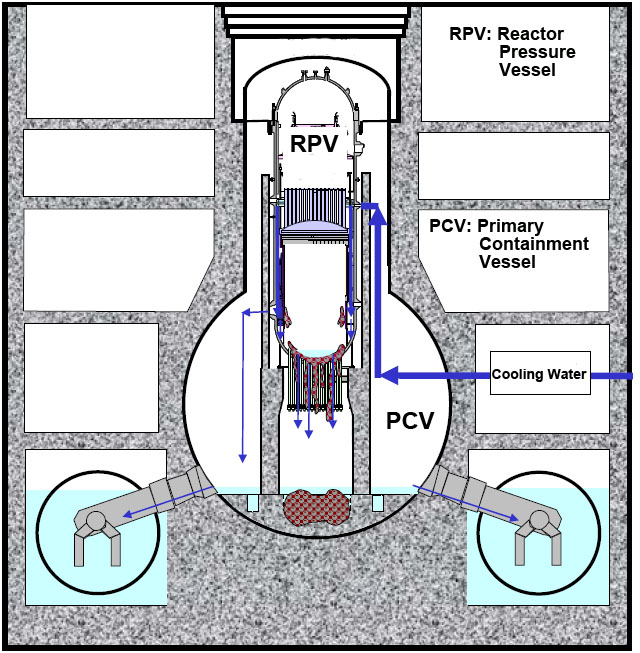 RPV: Reactor
Pressure
Vessel
RPV
PCV: Primary
Containment
Vessel
Cooling Water
PCV